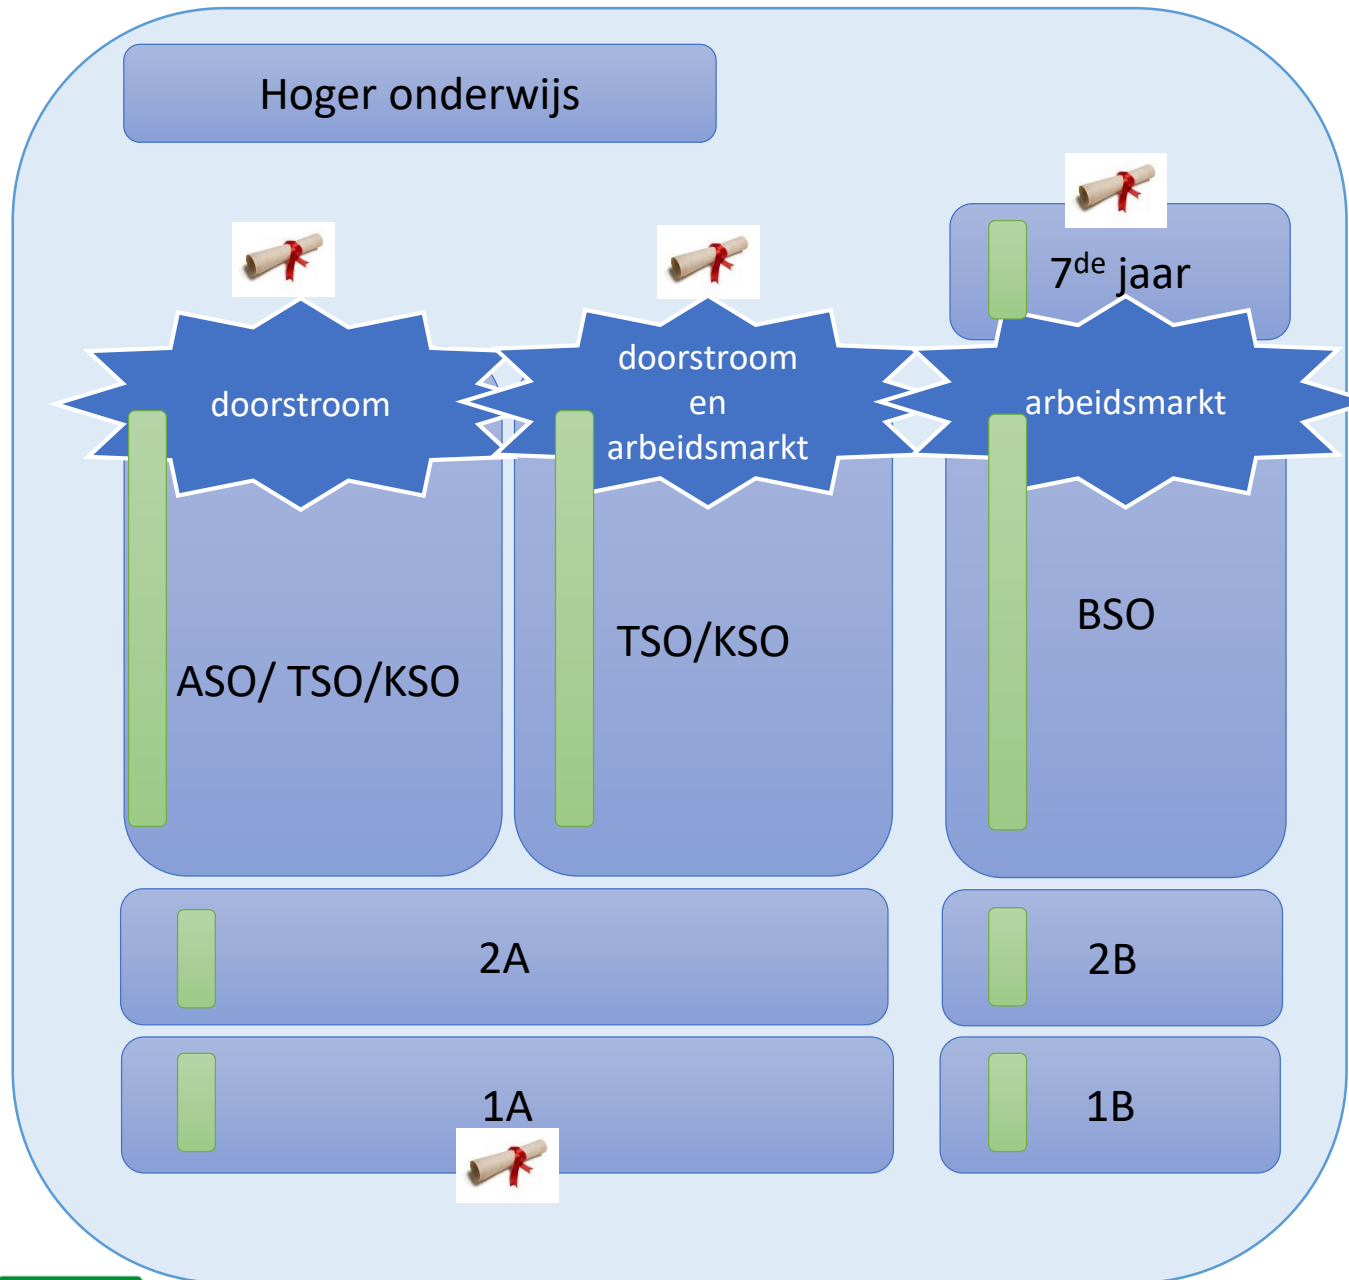 Hoger onderwijs
7de jaar
doorstroom
doorstroom
en
arbeidsmarkt
arbeidsmarkt
ASO/ TSO/KSO
TSO/KSO
BSO
2A
2B
1A
1B